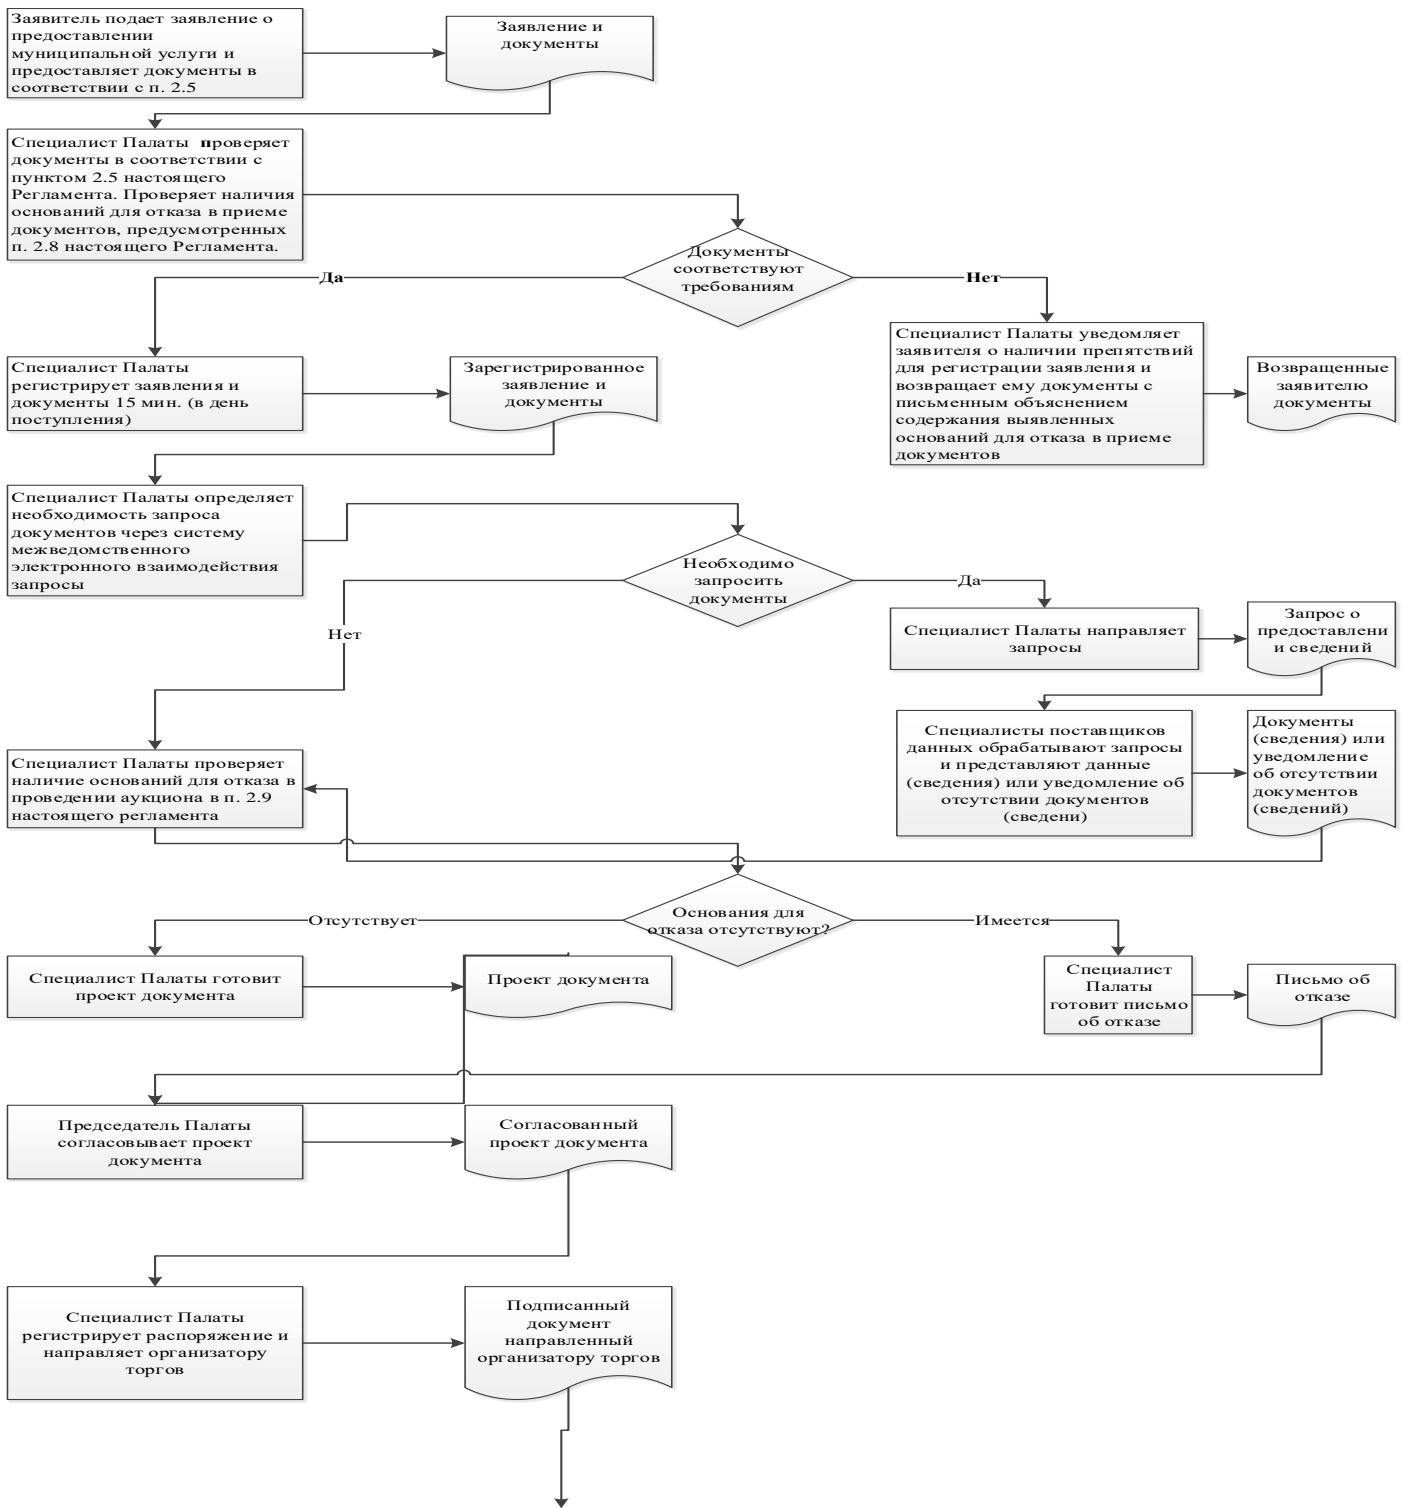 Заявитель подает заявление о
предоставлении
муниципальной услуги и
предоставляет документы в
соответствии с п. 2.5
Заявление и
документы
Специалист Палаты проверяет
документы в соответствии с
пунктом 2.5 настоящего
Регламента. Проверяет наличия
оснований для отказа в приеме
документов, предусмотренных
п. 2.8 настоящего Регламента.
Документы
соответствуют
требованиям
Да
Нет
Специалист Палаты
регистрирует заявления и
документы 15 мин. (в день
поступления)
Зарегистрированное
заявление и
документы
Специалист Палаты уведомляет
заявителя о наличии препятствий
для регистрации заявления и
возвращает ему документы с
письменным объяснением
содержания выявленных
оснований для отказа в приеме
документов
Возвращенные
заявителю
документы
Специалист Палаты определяет
необходимость запроса
документов через систему
межведомственного
электронного взаимодействия
запросы
Необходимо
запросить
документы
Да
Нет
Специалист Палаты направляет
запросы
Запрос о
предоставлени
и сведений
Специалисты поставщиков
данных обрабатывают запросы
и представляют данные
(сведения) или уведомление об
отсутствии документов
(сведени)
Документы
(сведения) или
уведомление
об отсутствии
документов
(сведений)
Специалист Палаты проверяет
наличие оснований для отказа в
проведении аукциона в п. 2.9
настоящего регламента
Основания для
отказа отсутствуют?
Отсутствует
Имеется
Специалист Палаты готовит
проект документа
Проект документа
Специалист
Палаты
готовит письмо
об отказе
Письмо об
отказе
Председатель Палаты
согласовывает проект
документа
Согласованный
проект документа
Специалист Палаты
регистрирует распоряжение и
направляет организатору
торгов
Подписанный
документ
направленный
организатору торгов